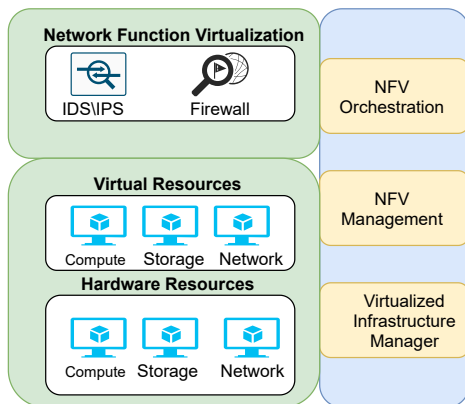 Network Function Virtualization
IDS\IPS
Firewall
Virtual Resources
Compute
Storage
Network
Hardware Resources
Compute
Storage
Network
NFV
Orchestration
NFV
Management
Virtualized
Infrastructure
Manager